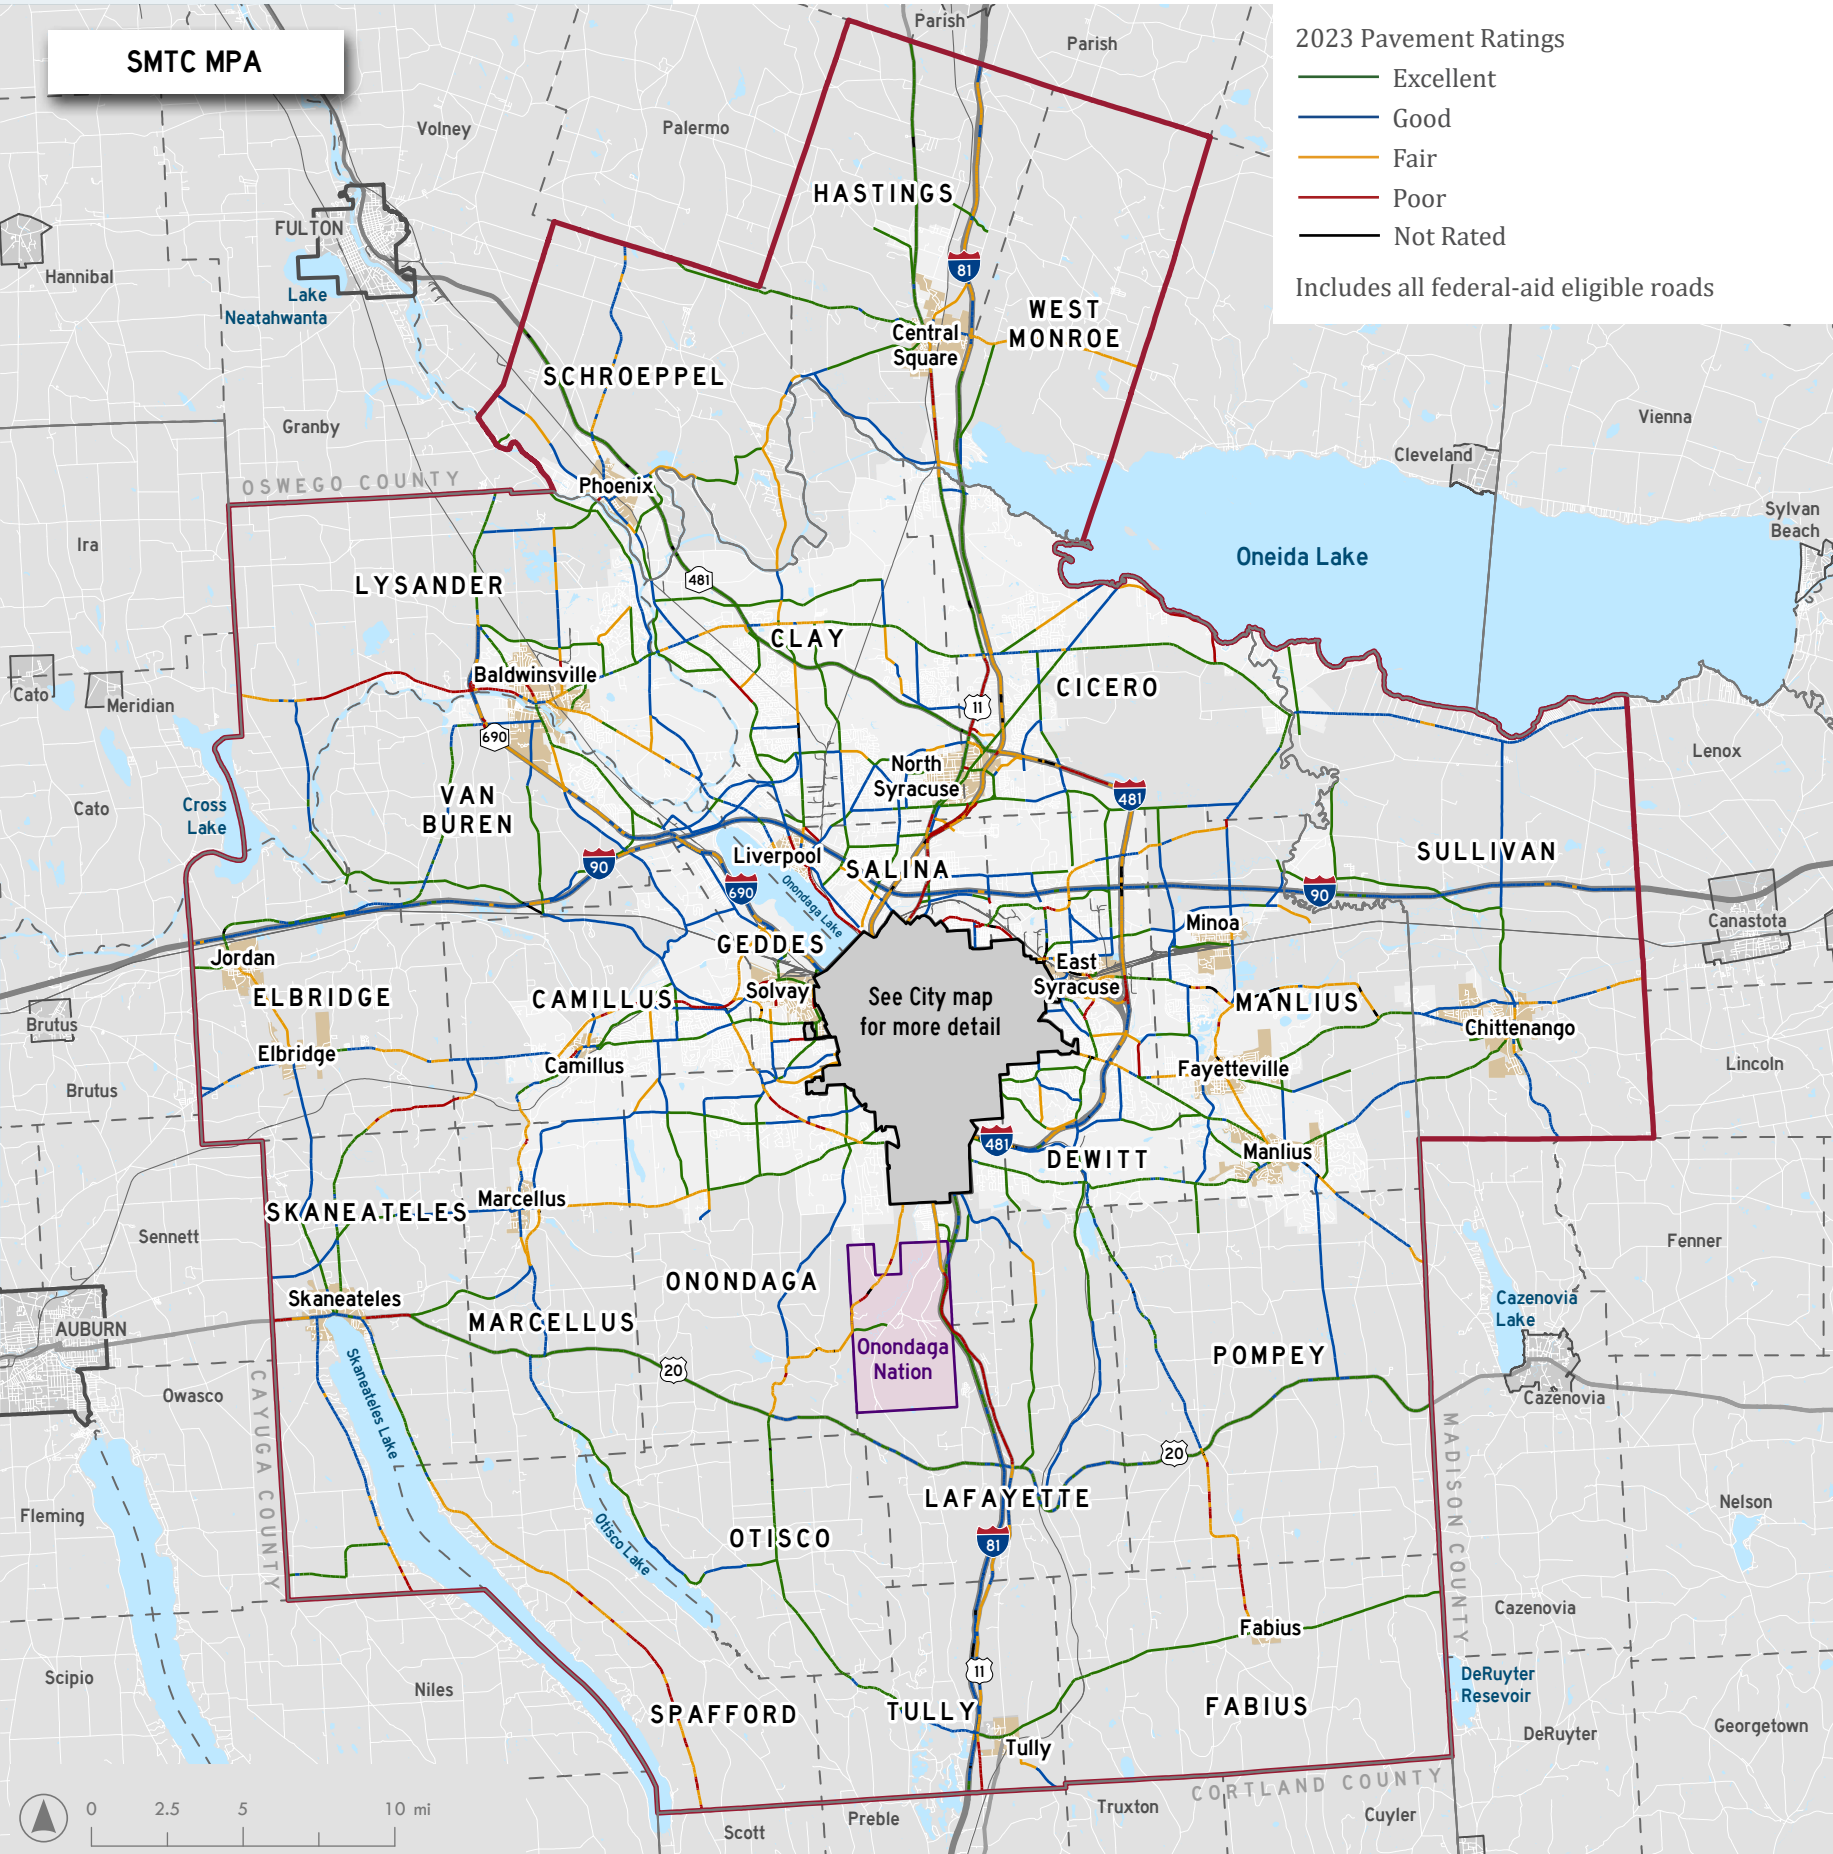 SMTC MPA
2023 Pavement Ratings
Excellent
Good
Fair
Poor
Not Rated
Includes all federal-aid eligible roads
Parish
Parish
Volney
Palermo
HASTINGS
FULTON
Hannibal
Lake
Neatahwanta
81
WEST
MONROE
Central
Square
SCHROEPPEL
Granby
Vienna
Cleveland
OSWEGO COUNTY
Phoenix
Sylvan
Beach
Ira
Oneida Lake
LYSANDER
481
CLAY
Baldwinsville
CICERO
Cato
Meridian
11
690
Lenox
North
Syracuse
VAN
BUREN
481
Cato
Cross
Lake
Liverpool
SALINA
SULLIVAN
90
690
90
Onondaga Lake
Minoa
Canastota
GEDDES
Jordan
East
Syracuse
Solvay
ELBRIDGE
CAMILLUS
See City map
for more detail
MANLIUS
Brutus
Chittenango
Elbridge
Camillus
Fayetteville
Lincoln
Brutus
481
DEWITT
Manlius
Marcellus
SKANEATELES
Sennett
Fenner
ONONDAGA
Skaneateles
Cazenovia
Lake
AUBURN
MARCELLUS
Onondaga
Nation
POMPEY
20
Skaneateles Lake
Owasco
Cazenovia
CAYUGA COUNTY
MADISON COUNTY
20
LAFAYETTE
Nelson
Fleming
Otisco Lake
OTISCO
81
Cazenovia
Fabius
11
Scipio
Niles
DeRuyter
Resevoir
SPAFFORD
TULLY
FABIUS
DeRuyter
Georgetown
Tully
CORTLAND COUNTY
0 2.5 5 10 mi
Truxton
Scott
Preble
Cuyler